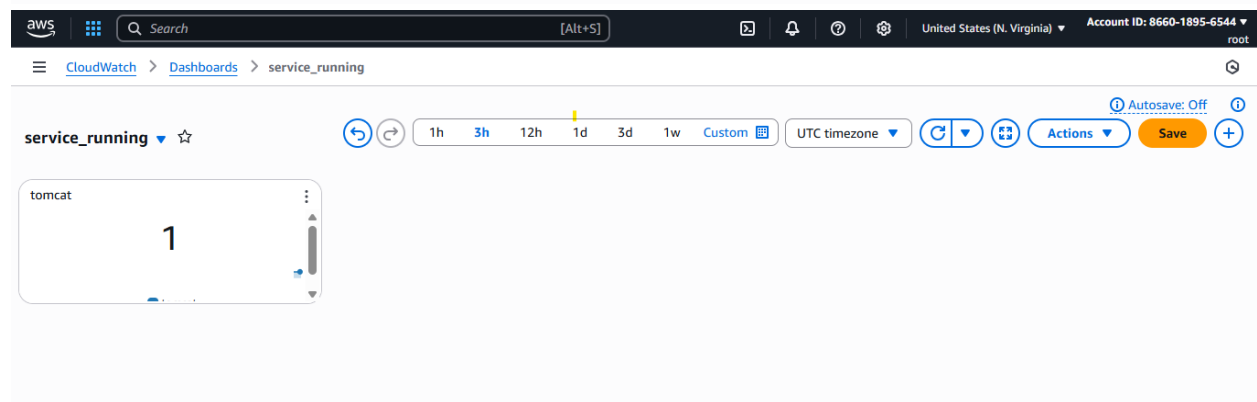 aws Search [Alt+S] United States (N. Virginia) ▼ Account ID: 8660-1895-6544 ▼
root
CloudWatch > Dashboards > service_running
Autosave: Off
service_running ▼ 1h 3h 12h 1d 3d 1w Custom UTC timezone ▼ Actions ▼ Save
tomcat
1